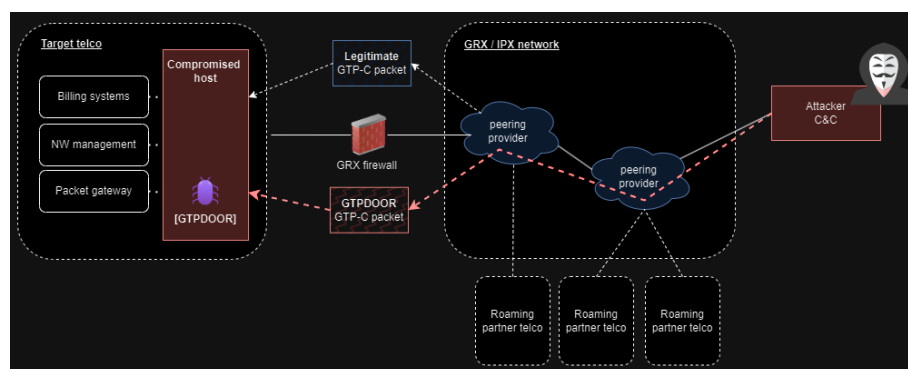 Target telco
Compromised
host
Billing systems
NW management
Packet gateway
[GTPDOOR]
Legitimate
GTP-C packet
GRX firewall
GTPDOOR
GTP-C packet
GRX / IPX network
peering
provider
peering
provider
Attacker
C&C
Roaming
partner telco
Roaming
partner telco
Roaming
partner telco